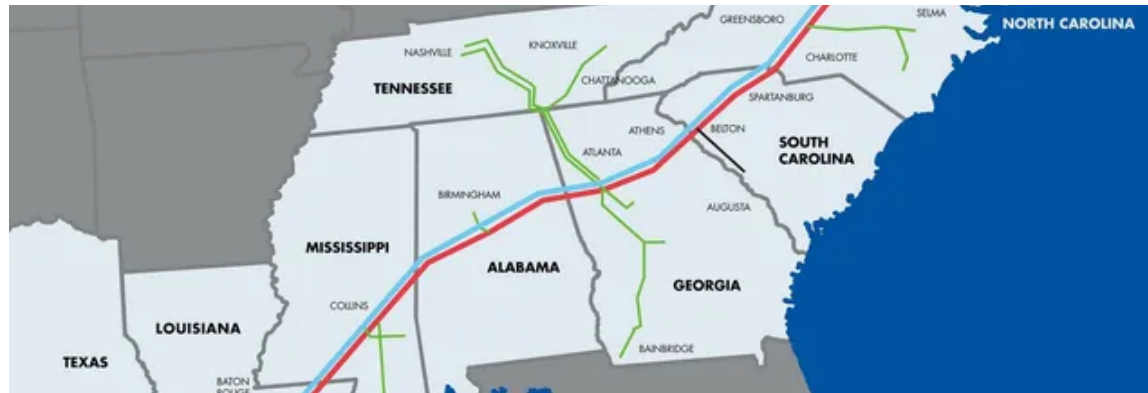 SELMA
GREENSBORO
NORTH CAROLINA
NASHVILLE
KNOXVILLE
CHARLOTTE
CHATTANOOGA
TENNESSEE
SPARTANBURG
ATHENS
BELTON
SOUTH
CAROLINA
ATLANTA
BIRMINGHAM
AUGUSTA
MISSISSIPPI
ALABAMA
GEORGIA
COLLINS
LOUISIANA
BAINBRIDGE
TEXAS
BATON
ROUGE